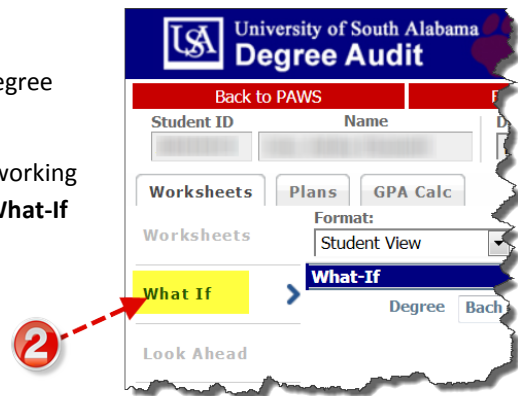 egree
working
What-If
USA University of South Alabama
Degree Audit
Back to PAWS
Student ID Name
Worksheets Plans GPA Calc
Format:
Worksheets Student View
What-If
What If
Degree Bach
Look Ahead
2